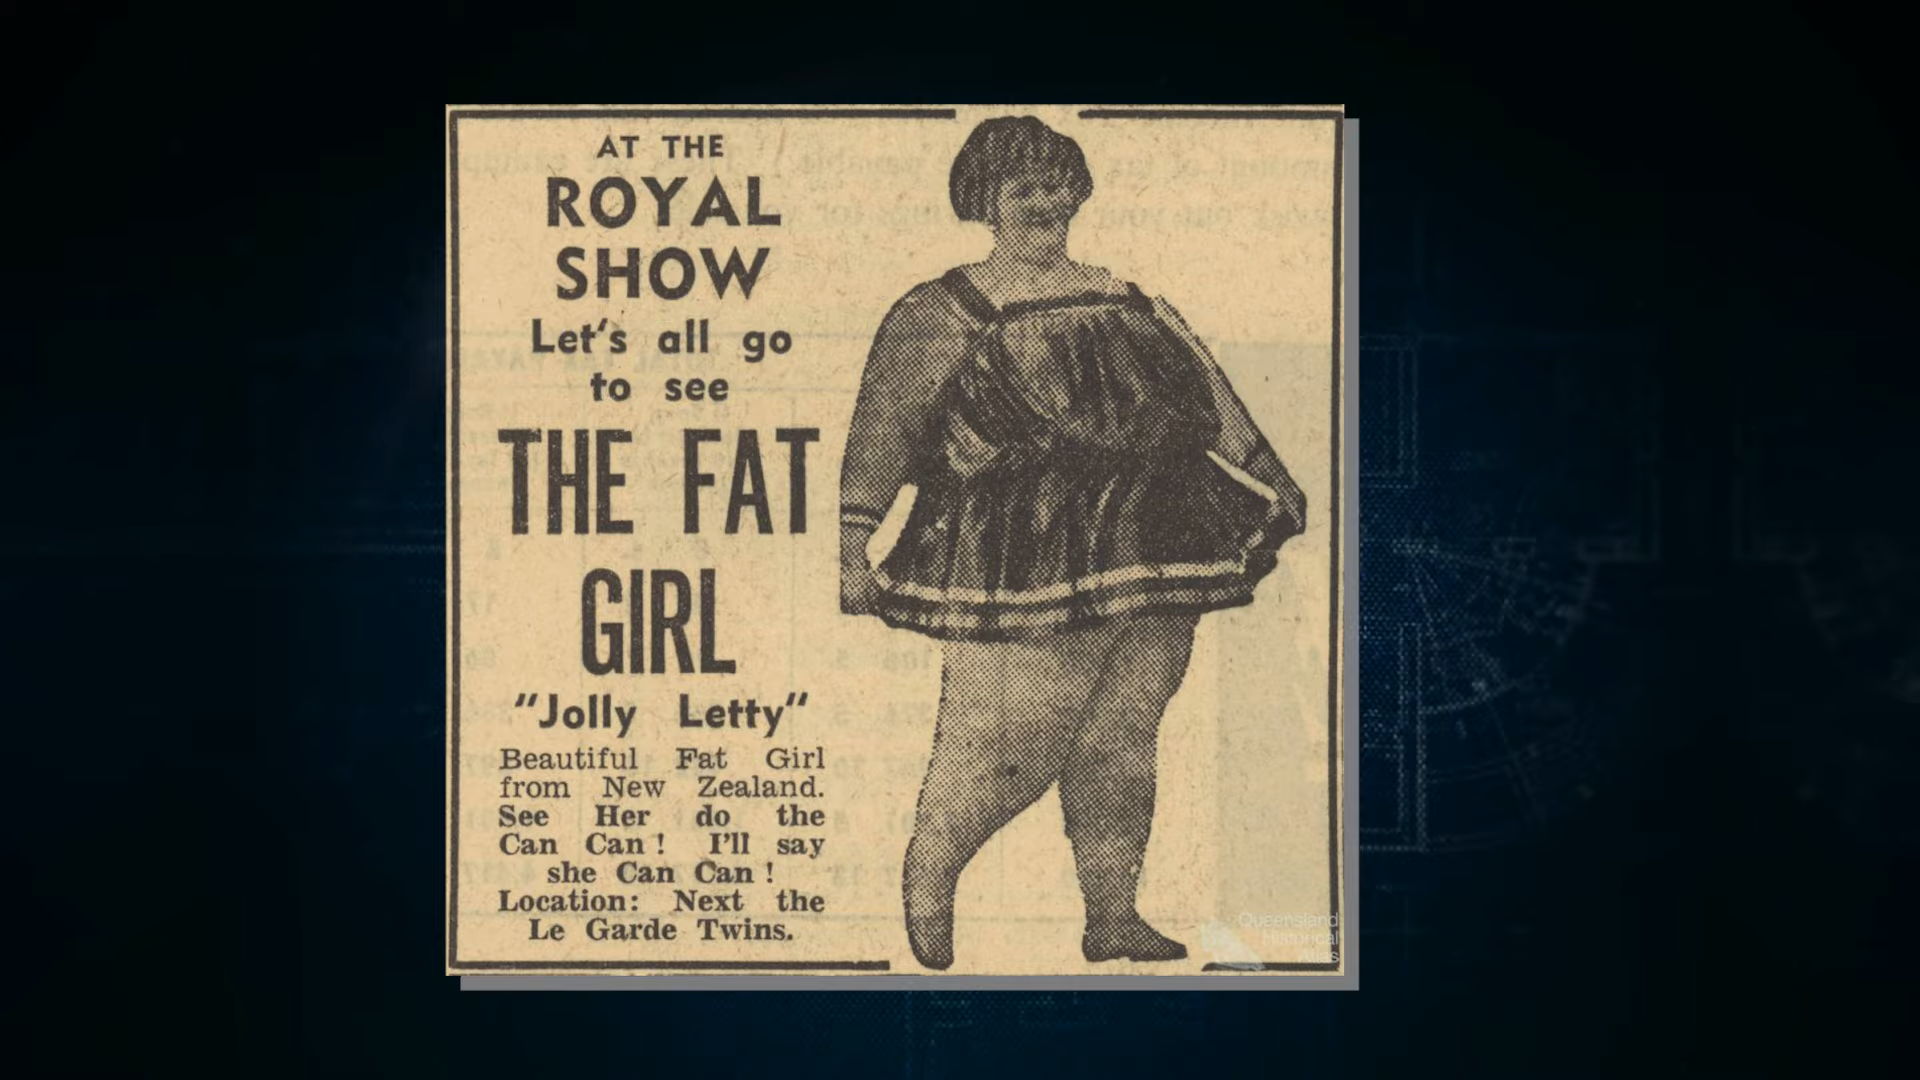 AT THE
ROYAL
SHOW
Let's all go
to see
THE FAT
GIRL
"Jolly Letty"
Beautiful Fat Girl
from New Zealand.
See Her do the
Can Can! I'll say
she Can Can!
Location: Next the
Le Garde Twins.
Queensland
Historical
Atlas